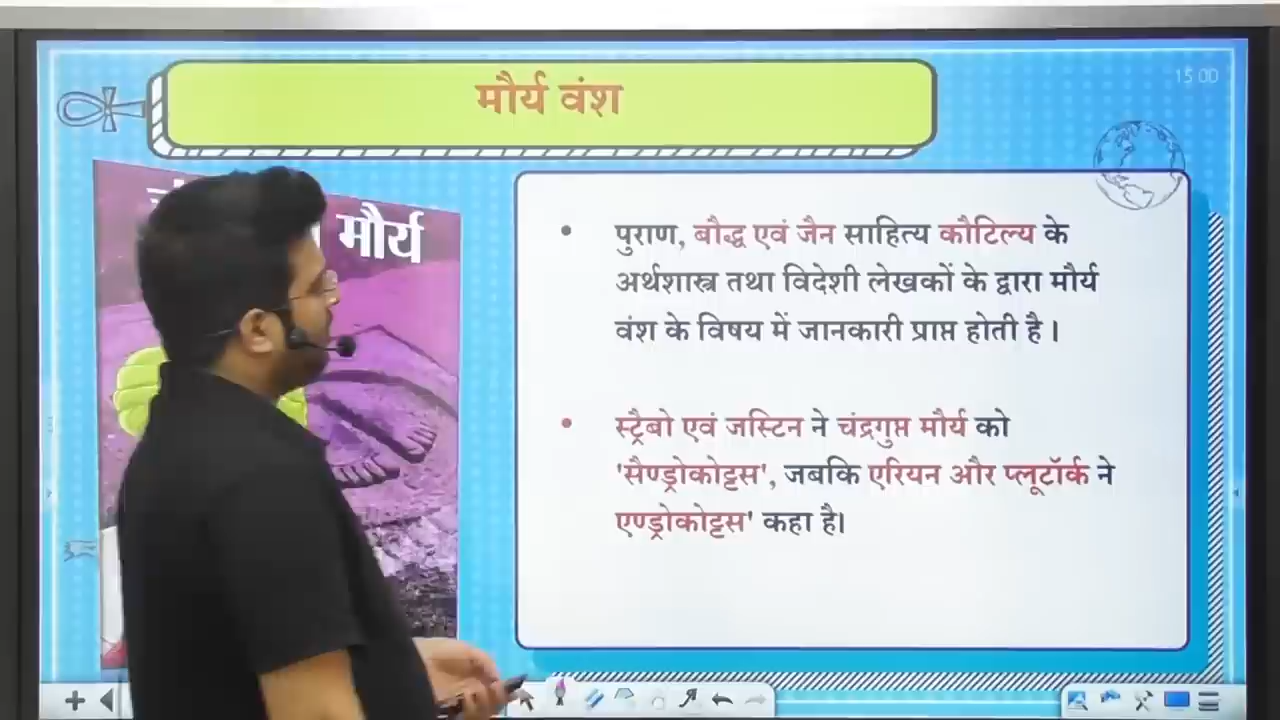 मौर्य वंश
15 00
मौर्य
पुराण, बौद्ध एवं जैन साहित्य कौटिल्य के
अर्थशास्त्र तथा विदेशी लेखकों के द्वारा मौर्य
वंश के विषय में जानकारी प्राप्त होती है ।
स्ट्रैबो एवं जस्टिन ने चंद्रगुप्त मौर्य को
'सैण्ड्रोकोट्टस', जबकि एरियन और प्लूटॉर्क ने
एण्ड्रोकोट्टस' कहा है।